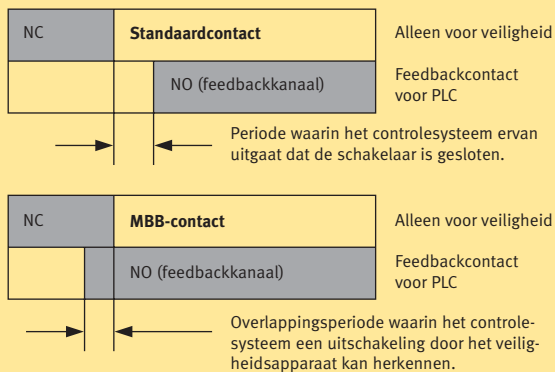 NC Standaardcontact Alleen voor veiligheid
NO (feedbackkanaal) Feedbackcontact
voor PLC
Periode waarin het controlesysteem ervan
uitgaat dat de schakelaar is gesloten.
NC MBB-contact Alleen voor veiligheid
NO (feedbackkanaal) Feedbackcontact
voor PLC
Overlappingsperiode waarin het controle-
systeem een uitschakeling door het veilig-
heidsapparaat kan herkennen.